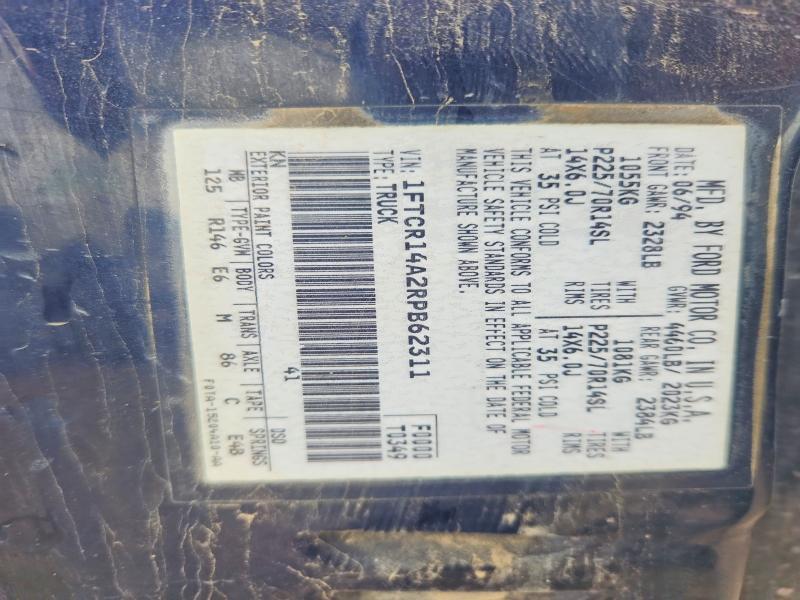 MFD. BY FORD MOTOR CO. IN U.S.A.
DATE: 06/94 GVWR: 4460LB/ 2023KG
FRONT GAWR: 2328LB REAR GAWR: 2384LB
1055KG WITH 1081KG WITH
P225/70R14SL TIRES P225/70R14SL TIRES
14X6.0J RIMS 14X6.0J RIMS
AT 35 PSI COLD AT 35 PSI COLD
THIS VEHICLE CONFORMS TO ALL APPLICABLE FEDERAL MOTOR
VEHICLE SAFETY STANDARDS IN EFFECT ON THE DATE OF
MANUFACTURE SHOWN ABOVE.
VIN: 1FTCR14A2RPB62311 F0000
TYPE: TRUCK T0349
41
EXTERIOR PAINT COLORS DSO
KN
WB TYPE-GVW BODY TRANS AXLE TAPE SPRINGS
125 R146 E6 M 86 C E4B
F0TA-15204A10-AA